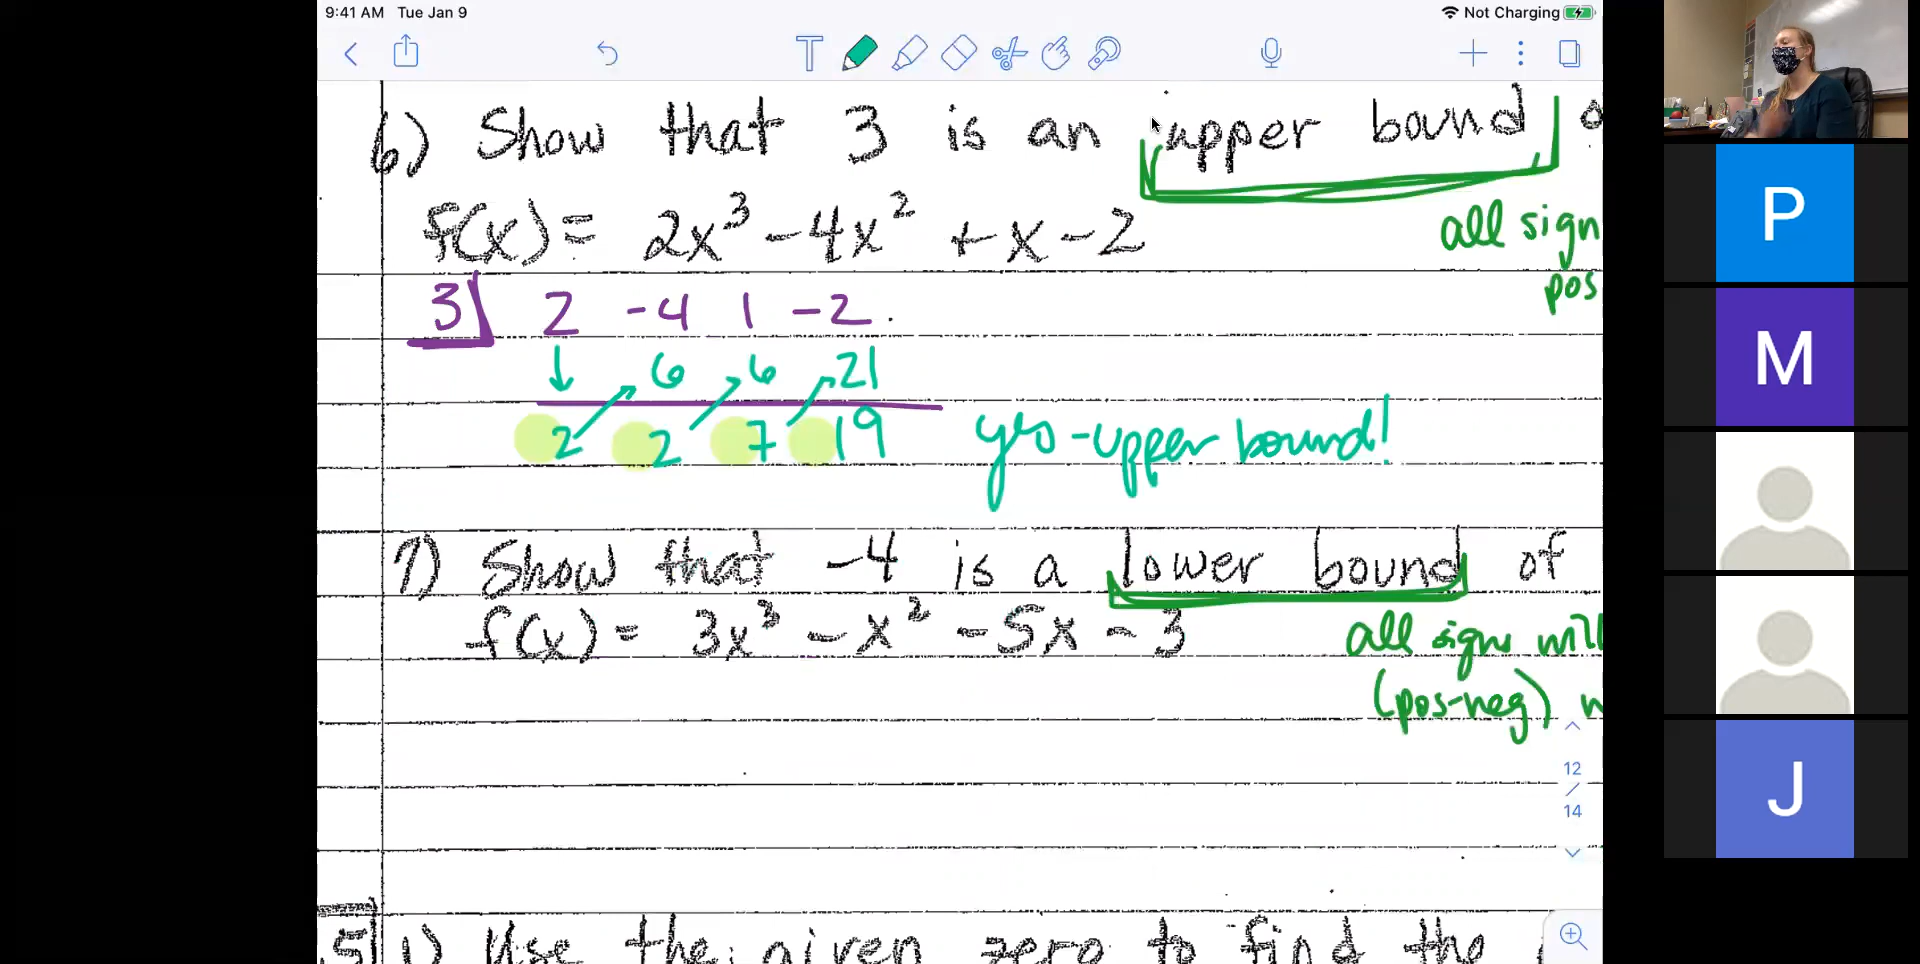 9:41 AM Tue Jan 9
Not Charging
6) Show that 3 is an upper bound
all sign
f(x) = 2x³ - 4x² + x - 2
pos
3 2 -4 1 -2
6 6 21
2 2 7 19 yes - upper bound!
7) Show that -4 is a lower bound of
f(x) = 3x³ - x² - 5x - 3
all signs will
(pos-neg)
12
/
14
5 1) Use the given zero to find the
P
M
J